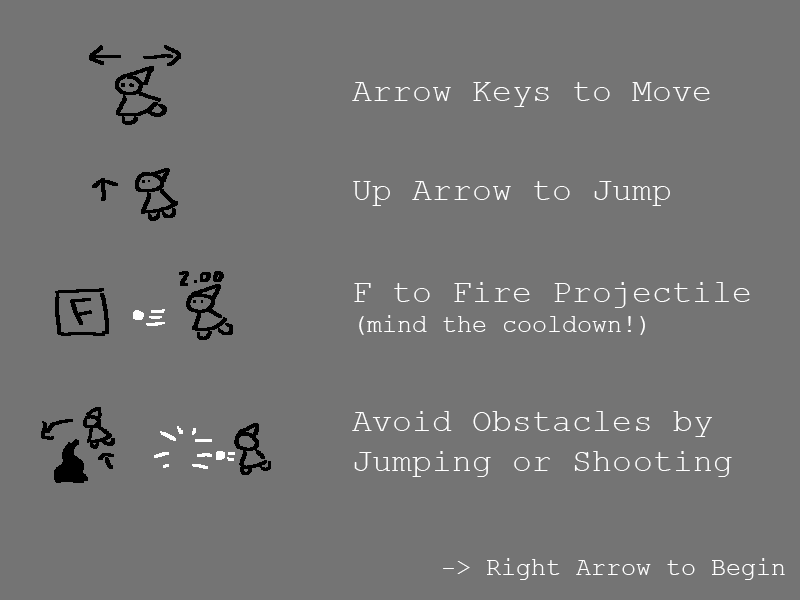 Arrow Keys to Move
Up Arrow to Jump
2.00
F
F to Fire Projectile
(mind the cooldown!)
Avoid Obstacles by
Jumping or Shooting
-> Right Arrow to Begin